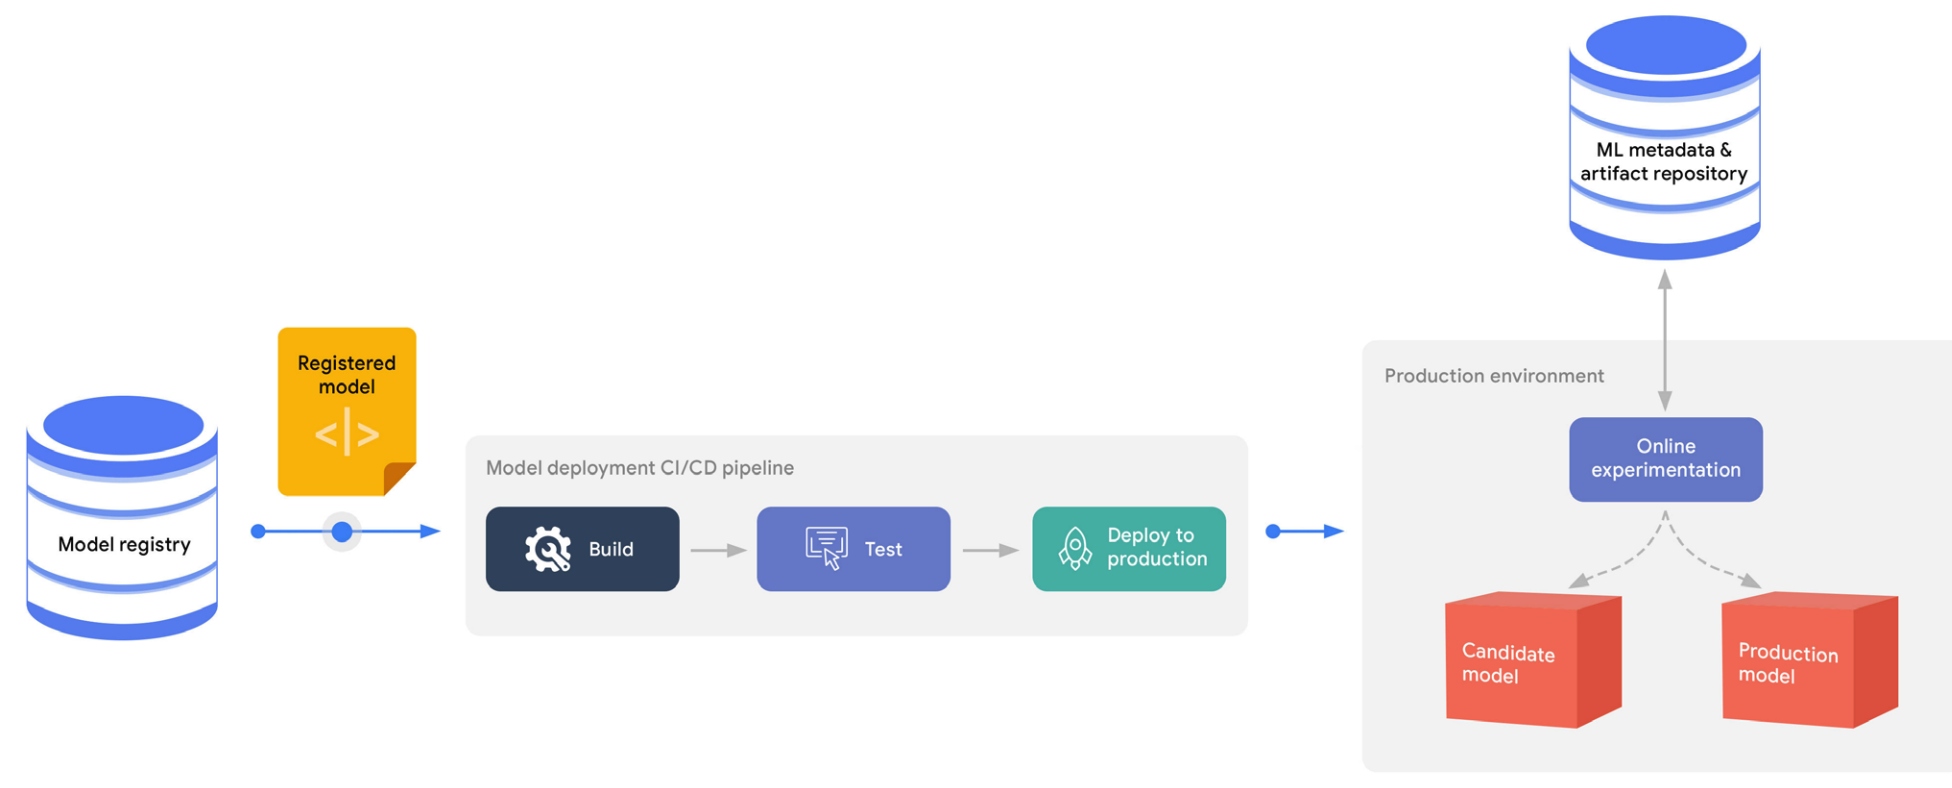 ML metadata &
artifact repository
Registered
model
<|>
Model registry
Model deployment CI/CD pipeline
Build
Test
Deploy to
production
Production environment
Online
experimentation
Candidate
model
Production
model